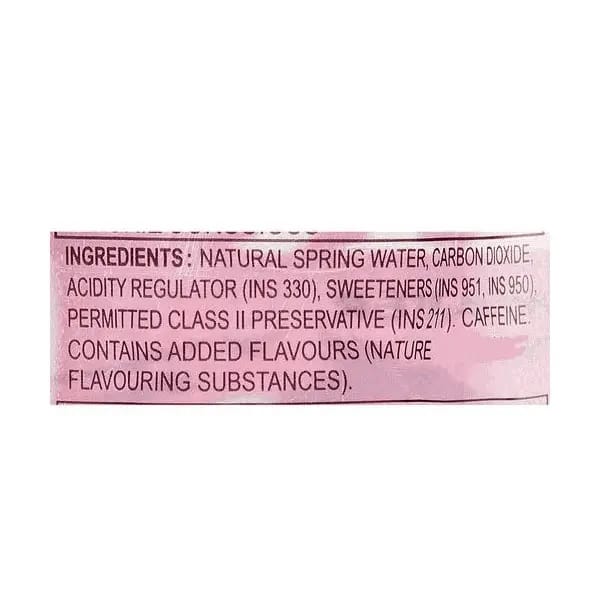 INGREDIENTS: NATURAL SPRING WATER, CARBON DIOXIDE,
ACIDITY REGULATOR (INS 330), SWEETENERS (INS 951, INS 950),
PERMITTED CLASS II PRESERVATIVE (INS 211). CAFFEINE.
CONTAINS ADDED FLAVOURS (NATURE
FLAVOURING SUBSTANCES).